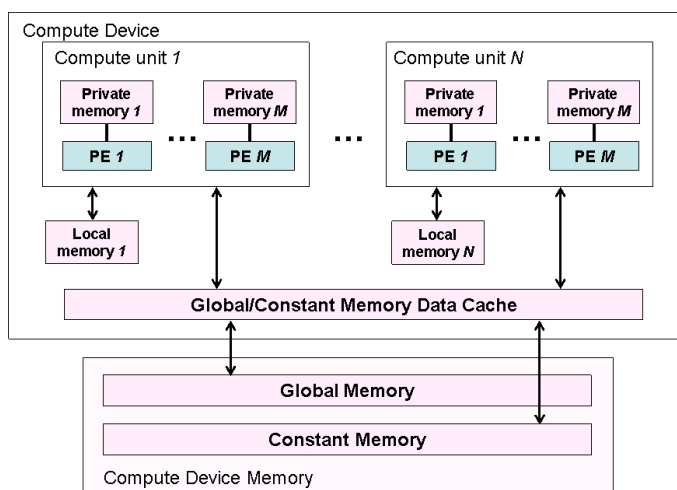 Compute Device
Compute unit 1
Compute unit N
Private
memory 1
Private
memory M
Private
memory 1
Private
memory M
PE 1
PE M
PE 1
PE M
Local
memory 1
Local
memory N
Global/Constant Memory Data Cache
Global Memory
Constant Memory
Compute Device Memory